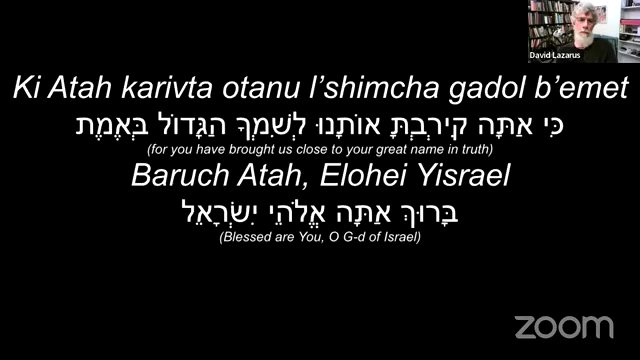 David Lazarus
Ki Atah karivta otanu l’shimcha gadol b’emet
כִּי אַתָּה קֵירַבְתָּ אוֹתָנוּ לְשִׁמְךָ הַגָּדוֹל בֶּאֱמֶת
(for you have brought us close to your great name in truth)
Baruch Atah, Elohei Yisrael
בָּרוּךְ אַתָּה אֱלֹהֵי יִשְׂרָאֵל
(Blessed are You, O G-d of Israel)
zoom